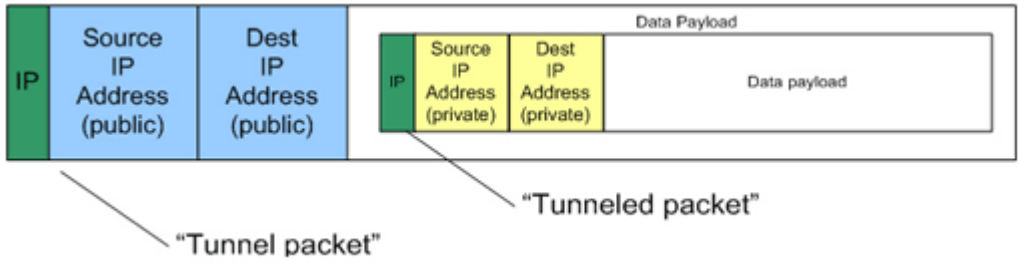 IP
Source
IP
Address
(public)
Dest
IP
Address
(public)
Data Payload
IP
Source
IP
Address
(private)
Dest
IP
Address
(private)
Data payload
“Tunneled packet”
“Tunnel packet”